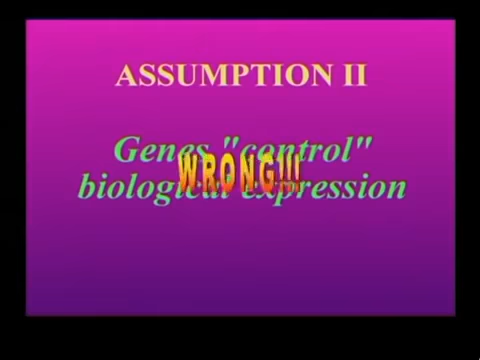 ASSUMPTION II
Genes "control"
WRONG!!!
biological expression